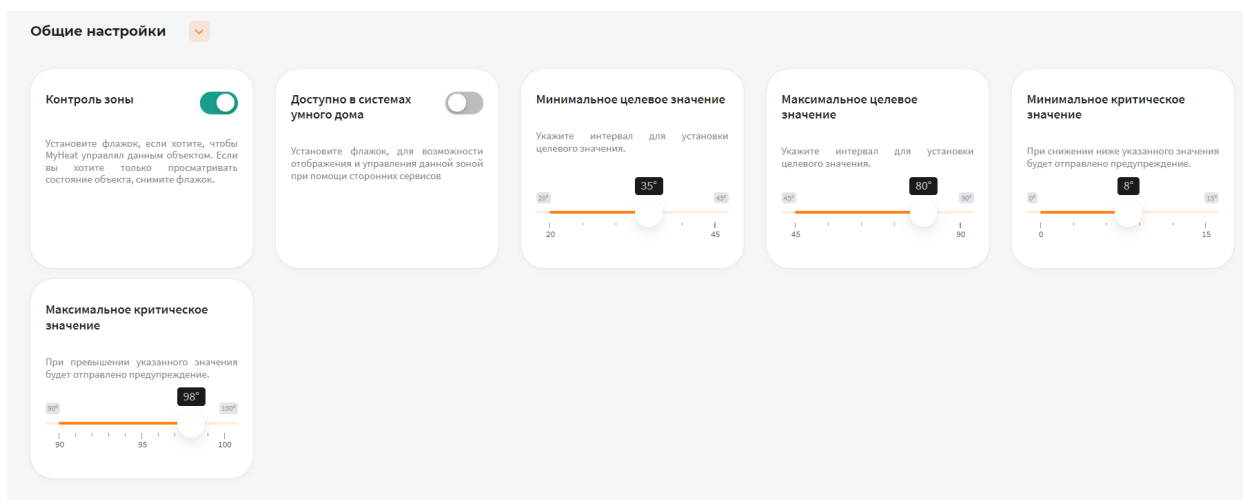 Общие настройки
Контроль зоны
Установите флажок, если хотите, чтобы
MyHeat управлял данным объектом. Если
вы хотите только просматривать
состояние объекта, снимите флажок.
Доступно в системах
умного дома
Установите флажок, для возможности
отображения и управления данной зоной
при помощи сторонних сервисов
Минимальное целевое значение
Укажите интервал для установки
целевого значения.
35°
20° 45°
20 45
Максимальное целевое
значение
Укажите интервал для установки
целевого значения.
80°
45° 90°
45 90
Минимальное критическое
значение
При снижении ниже указанного значения
будет отправлено предупреждение.
8°
0° 15°
0 15
Максимальное критическое
значение
При превышении указанного значения
будет отправлено предупреждение.
98°
90° 100°
90 95 100